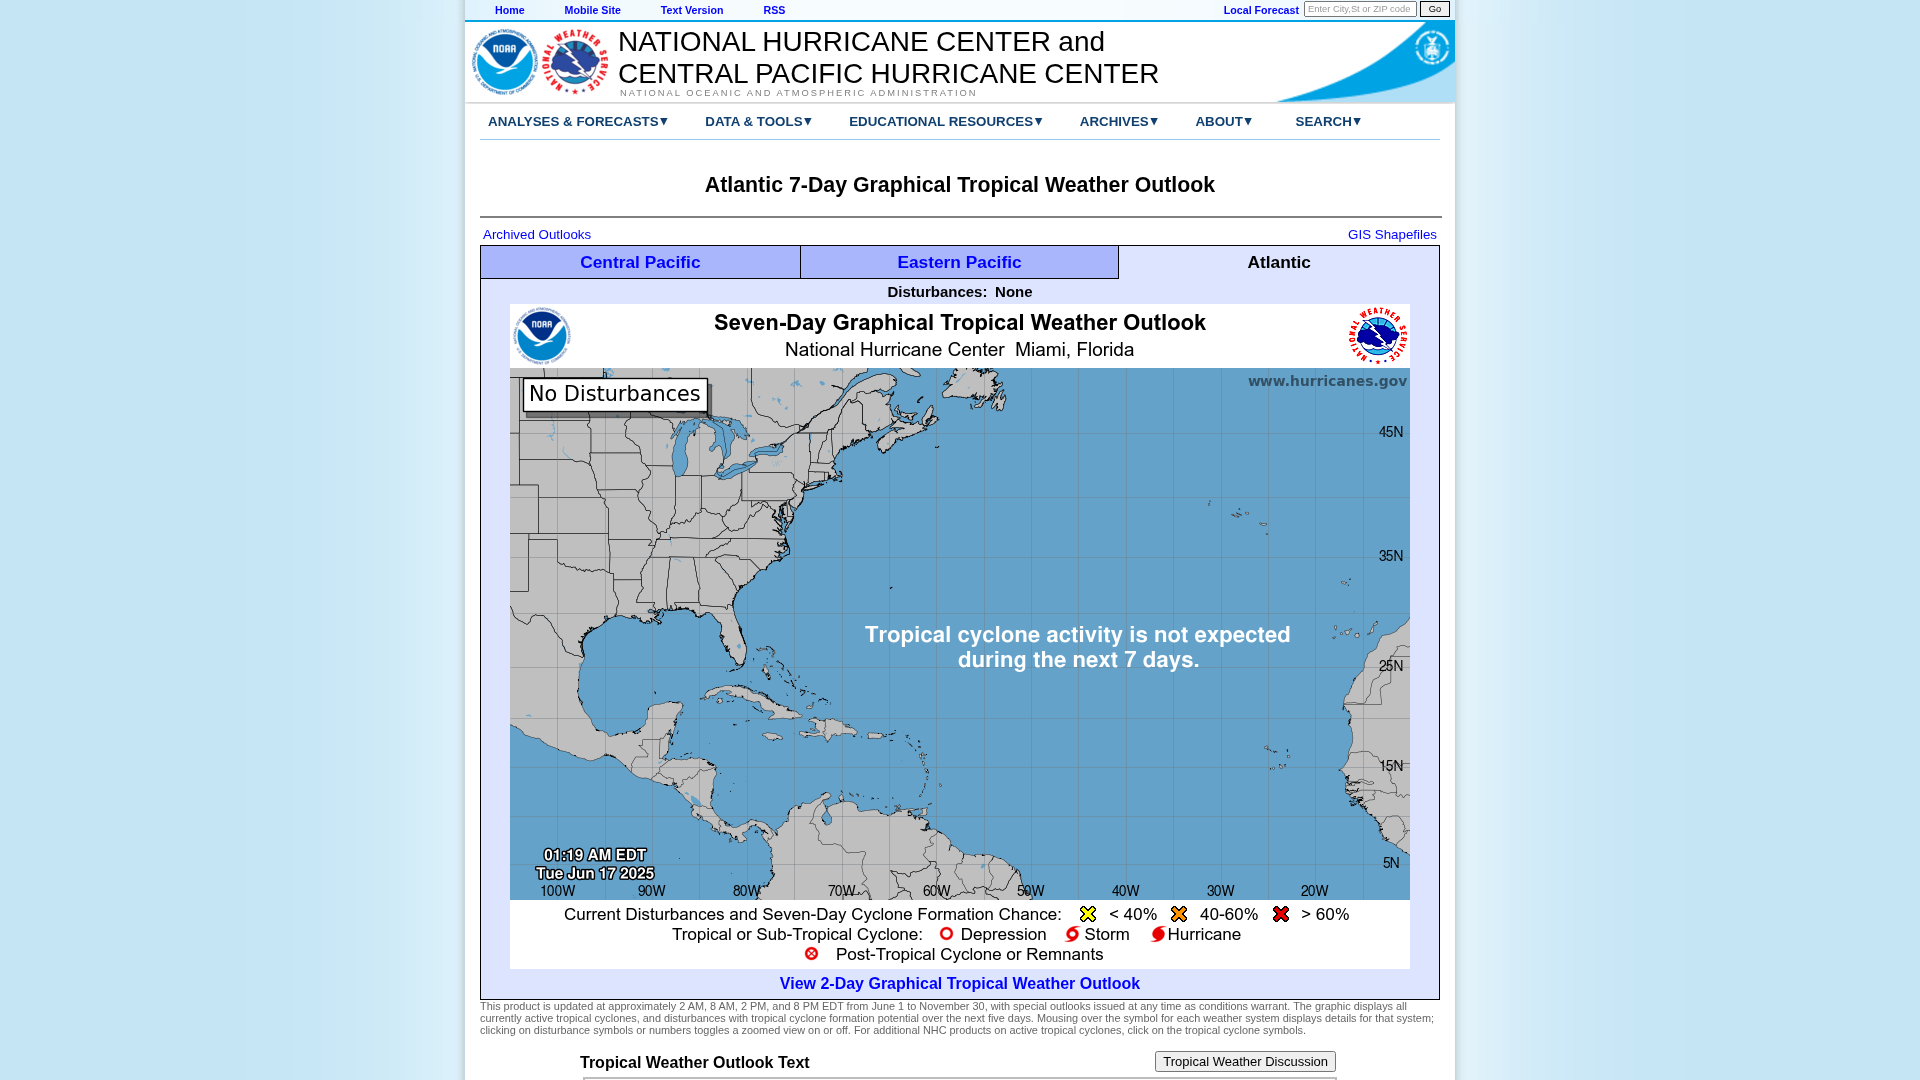 Home Mobile Site Text Version RSS Local Forecast Enter City,St or ZIP code Go
NATIONAL HURRICANE CENTER and
CENTRAL PACIFIC HURRICANE CENTER
NATIONAL OCEANIC AND ATMOSPHERIC ADMINISTRATION
ANALYSES & FORECASTS▼ DATA & TOOLS▼ EDUCATIONAL RESOURCES▼ ARCHIVES▼ ABOUT▼ SEARCH▼
Atlantic 7-Day Graphical Tropical Weather Outlook
Archived Outlooks GIS Shapefiles
Central Pacific Eastern Pacific Atlantic
Disturbances: None
NOAA
Seven-Day Graphical Tropical Weather Outlook
National Hurricane Center Miami, Florida
NATIONAL WEATHER SERVICE
No Disturbances
www.hurricanes.gov
45N
35N
Tropical cyclone activity is not expected
during the next 7 days.
25N
15N
01:19 AM EDT
Tue Jun 17 2025
5N
100W 90W 80W 70W 60W 50W 40W 30W 20W
Current Disturbances and Seven-Day Cyclone Formation Chance: < 40% 40-60% > 60%
Tropical or Sub-Tropical Cyclone: Depression Storm Hurricane
Post-Tropical Cyclone or Remnants
View 2-Day Graphical Tropical Weather Outlook
This product is updated at approximately 2 AM, 8 AM, 2 PM, and 8 PM EDT from June 1 to November 30, with special outlooks issued at any time as conditions warrant. The graphic displays all
currently active tropical cyclones, and disturbances with tropical cyclone formation potential over the next five days. Mousing over the symbol for each weather system displays details for that system;
clicking on disturbance symbols or numbers toggles a zoomed view on or off. For additional NHC products on active tropical cyclones, click on the tropical cyclone symbols.
Tropical Weather Outlook Text Tropical Weather Discussion